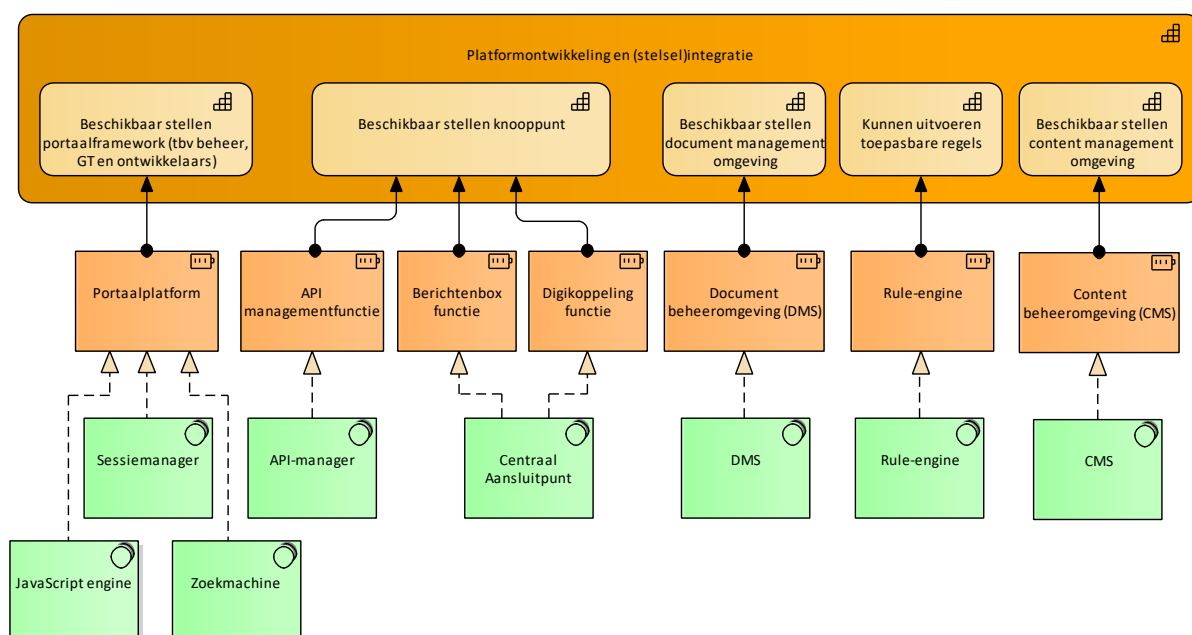 Platformontwikkeling en (stelsel)integratie
Beschikbaar stellen
portaalframework (tbv beheer,
GT en ontwikkelaars)
Beschikbaar stellen knooppunt
Beschikbaar stellen
document management
omgeving
Kunnen uitvoeren
toepasbare regels
Beschikbaar stellen
content management
omgeving
Portaalplatform
API
managementfunctie
Berichtenbox
functie
Digikoppeling
functie
Document
beheeromgeving (DMS)
Rule-engine
Content
beheeromgeving (CMS)
Sessiemanager
API-manager
Centraal
Aansluitpunt
DMS
Rule-engine
CMS
JavaScript engine
Zoekmachine